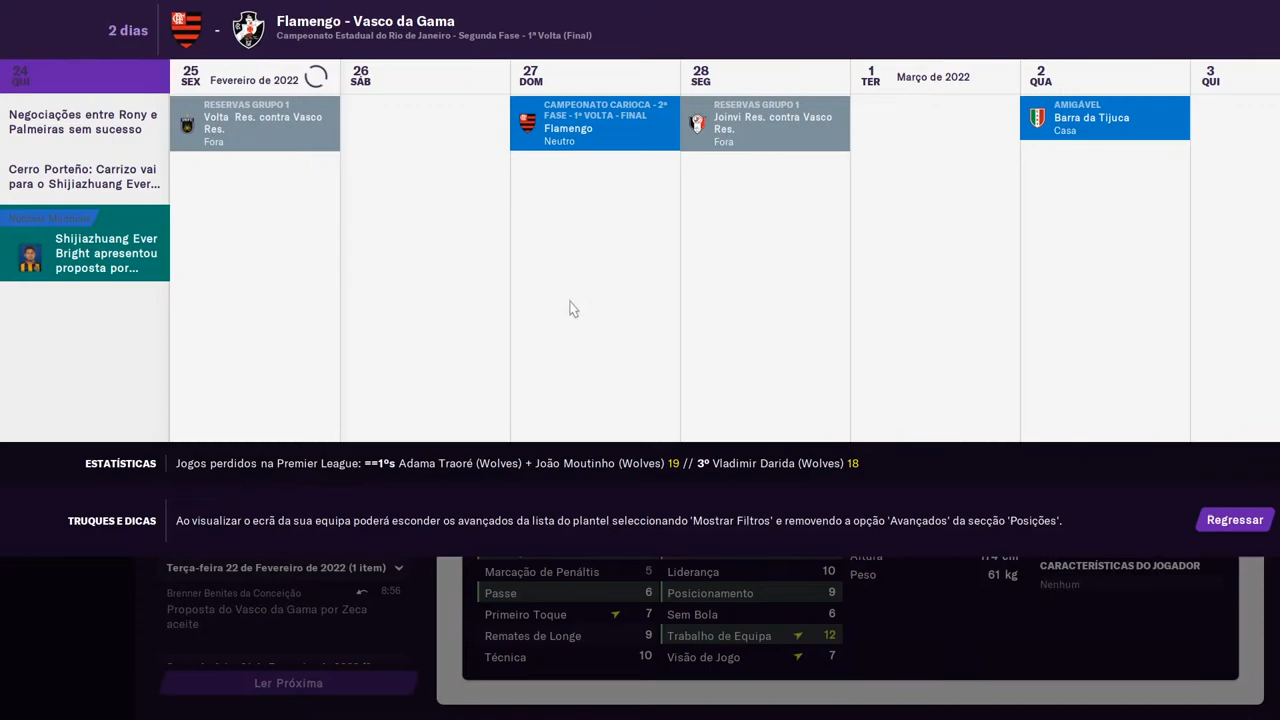 2 dias
Flamengo - Vasco da Gama
Campeonato Estadual do Rio de Janeiro - Segunda Fase - 1ª Volta (Final)
24
QUI
25
SEX
Fevereiro de 2022
26
SÁB
27
DOM
28
SEG
1
TER
Março de 2022
2
QUA
3
QUI
Negociações entre Rony e
Palmeiras sem sucesso
Cerro Porteño: Carrizo vai
para o Shijiazhuang Ever...
Notícias Mundiais
Shijiazhuang Ever
Bright apresentou
proposta por...
RESERVAS GRUPO 1
Volta Res. contra Vasco
Res.
Fora
CAMPEONATO CARIOCA - 2ª
FASE - 1ª VOLTA - FINAL
Flamengo
Neutro
RESERVAS GRUPO 1
Joinvi Res. contra Vasco
Res.
Fora
AMIGÁVEL
Barra da Tijuca
Casa
ESTATÍSTICAS
Jogos perdidos na Premier League: ==1ºs Adama Traoré (Wolves) + João Moutinho (Wolves) 19 // 3º Vladimir Darida (Wolves) 18
TRUQUES E DICAS
Ao visualizar o ecrã da sua equipa poderá esconder os avançados da lista do plantel seleccionando 'Mostrar Filtros' e removendo a opção 'Avançados' da secção 'Posições'.
Regressar
Terça-feira 22 de Fevereiro de 2022 (1 item)
Brenner Benites da Conceição
8:56
Proposta do Vasco da Gama por Zeca
aceite
Ler Próxima
Marcação de Penáltis 5
Passe 6
Primeiro Toque 7
Remates de Longe 9
Técnica 10
Liderança 10
Posicionamento 9
Sem Bola 6
Trabalho de Equipa 12
Visão de Jogo 7
Altura 174 cm
Peso 61 kg
CARACTERÍSTICAS DO JOGADOR
Nenhum